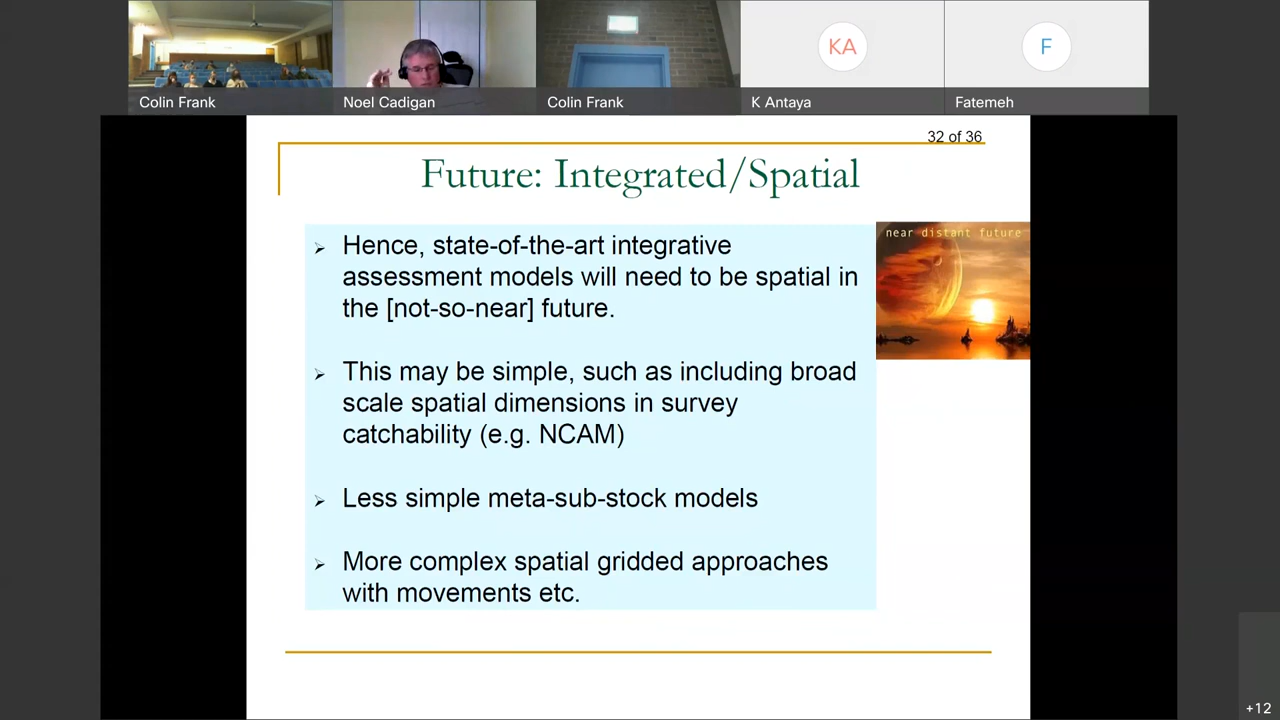 Colin Frank
Noel Cadigan
Colin Frank
KA
K Antaya
F
Fatemeh
32 of 36
Future: Integrated/Spatial
Hence, state-of-the-art integrative
assessment models will need to be spatial in
the [not-so-near] future.
near distant future
This may be simple, such as including broad
scale spatial dimensions in survey
catchability (e.g. NCAM)
Less simple meta-sub-stock models
More complex spatial gridded approaches
with movements etc.
+12